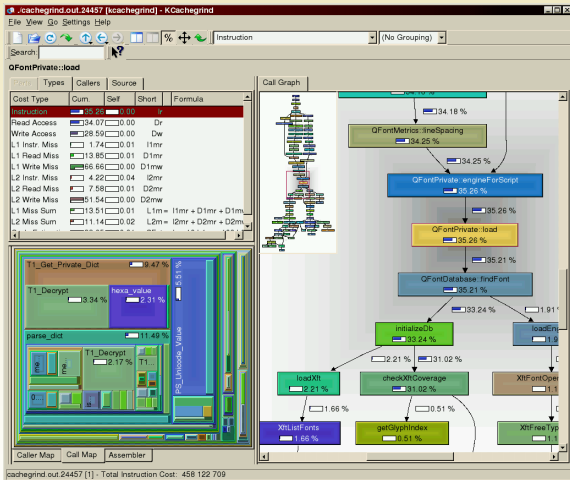 ./cachegrind.out.24457 [kcachegrind] - KCachegrind
File View Go Settings Help
% Instruction (No Grouping)
Search:
QFontPrivate::load
Types Callers Source
Cost Type Cum. Self Short Formula
Instruction 35.26 0.00 Ir
Read Access 34.07 0.00 Dr
Write Access 28.59 0.00 Dw
L1 Instr. Miss 1.74 0.01 I1mr
L1 Read Miss 13.85 0.01 D1mr
L1 Write Miss 66.66 0.01 D1mw
L2 Instr. Miss 4.22 0.04 I2mr
L2 Read Miss 7.58 0.01 D2mr
L2 Write Miss 51.54 0.00 D2mw
L1 Miss Sum 13.51 0.01 L1m = I1mr + D1mr + D1mw
L2 Miss Sum 11.14 0.02 L2m = I2mr + D2mr + D2m
T1_Get_Private_Dict 9.47 %
T1_Decrypt 3.34 %
hexa_value 2.31 %
PS_Unicode_Value 5.51 %
parse_dict 11.49 %
T1_Decrypt 2.17 %
T1...
me...
Caller Map Call Map Assembler
Call Graph
34.18 %
QFontMetrics::lineSpacing
34.25 %
34.25 %
QFontPrivate::engineForScript
35.26 %
35.26 %
QFontPrivate::load
35.26 %
35.21 %
QFontDatabase::findFont
35.21 %
33.24 % 1.91
initializeDb
33.24 %
loadEn
1.9
2.21 % 31.02 %
loadXft
2.21 %
checkXftCoverage
31.02 %
XftFontOpe
1.66 % 0.51 %
XftListFonts
1.66 %
getGlyphIndex
0.51 %
XftFreeTyp
1.1
cachegrind.out.24457 [1] - Total Instruction Cost: 458 122 709